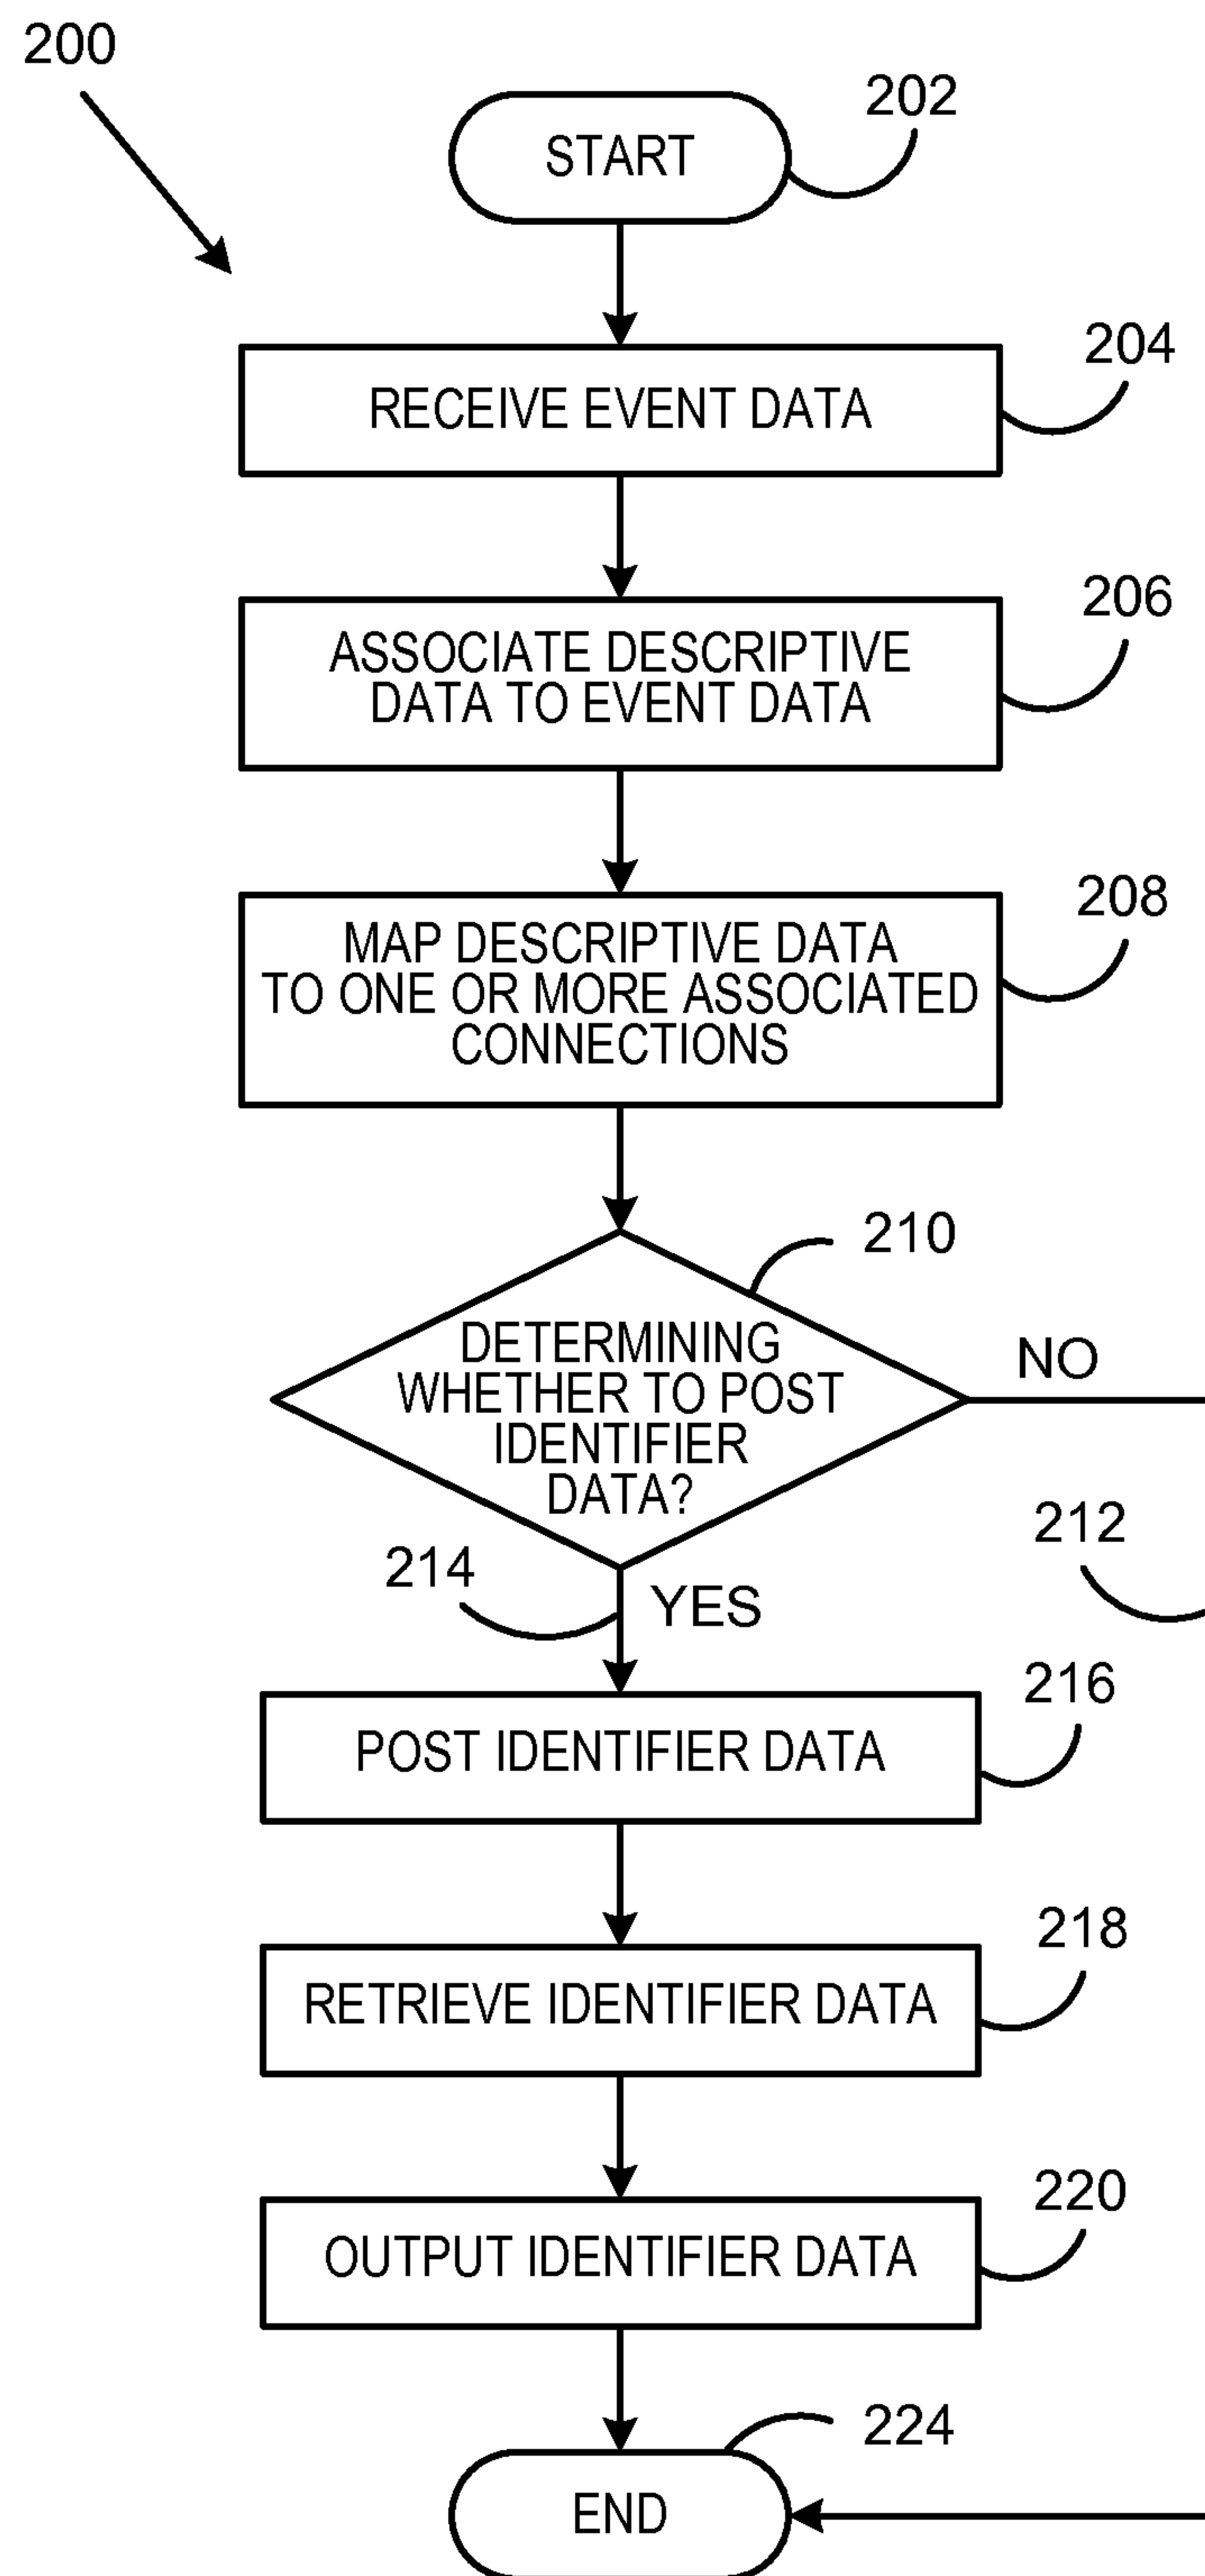 200
202
START
204
RECEIVE EVENT DATA
206
ASSOCIATE DESCRIPTIVE
DATA TO EVENT DATA
208
MAP DESCRIPTIVE DATA
TO ONE OR MORE ASSOCIATED
CONNECTIONS
210
DETERMINING
WHETHER TO POST
IDENTIFIER
DATA?
NO
212
214
YES
216
POST IDENTIFIER DATA
218
RETRIEVE IDENTIFIER DATA
220
OUTPUT IDENTIFIER DATA
224
END